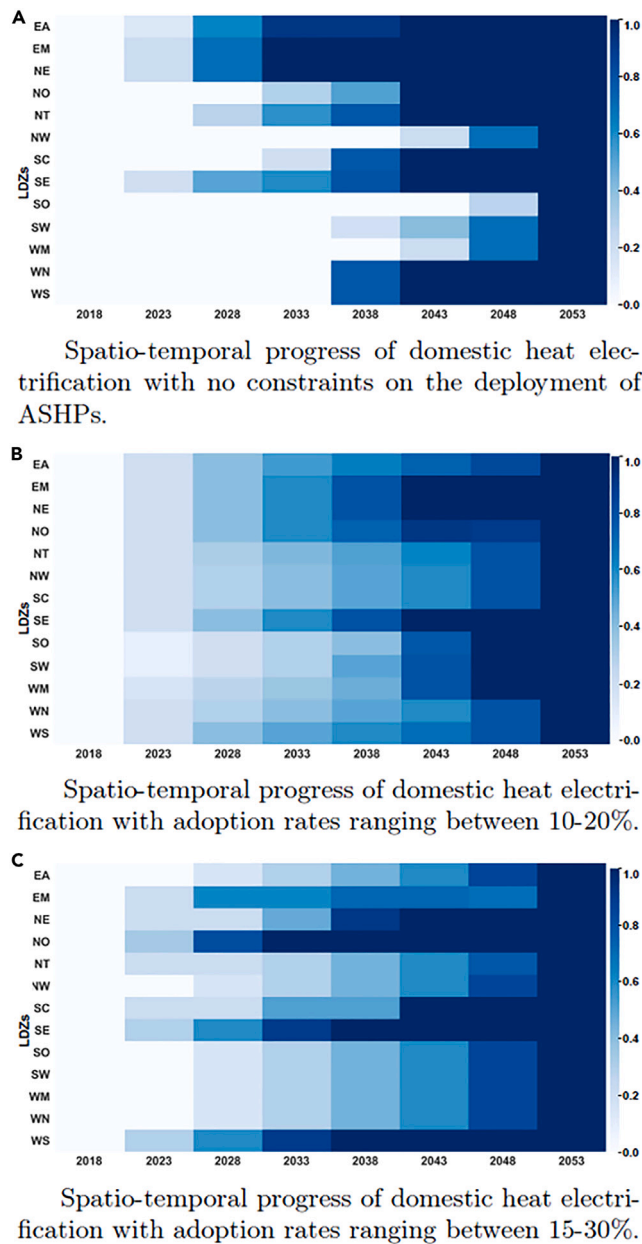 A
EA
EM
NE
NO
NT
NW
SC
SE
SO
SW
WM
WN
WS
LDZs
1.0
0.8
0.6
0.4
0.2
0.0
2018 2023 2028 2033 2038 2043 2048 2053
Spatio-temporal progress of domestic heat elec-
trification with no constraints on the deployment of
ASHPs.
B
EA
EM
NE
NO
NT
NW
SC
SE
SO
SW
WM
WN
WS
LDZs
1.0
0.8
0.6
0.4
0.2
0.0
2018 2023 2028 2033 2038 2043 2048 2053
Spatio-temporal progress of domestic heat electri-
fication with adoption rates ranging between 10-20%.
C
EA
EM
NE
NO
NT
NW
SC
SE
SO
SW
WM
WN
WS
LDZs
1.0
0.8
0.6
0.4
0.2
0.0
2018 2023 2028 2033 2038 2043 2048 2053
Spatio-temporal progress of domestic heat electri-
fication with adoption rates ranging between 15-30%.